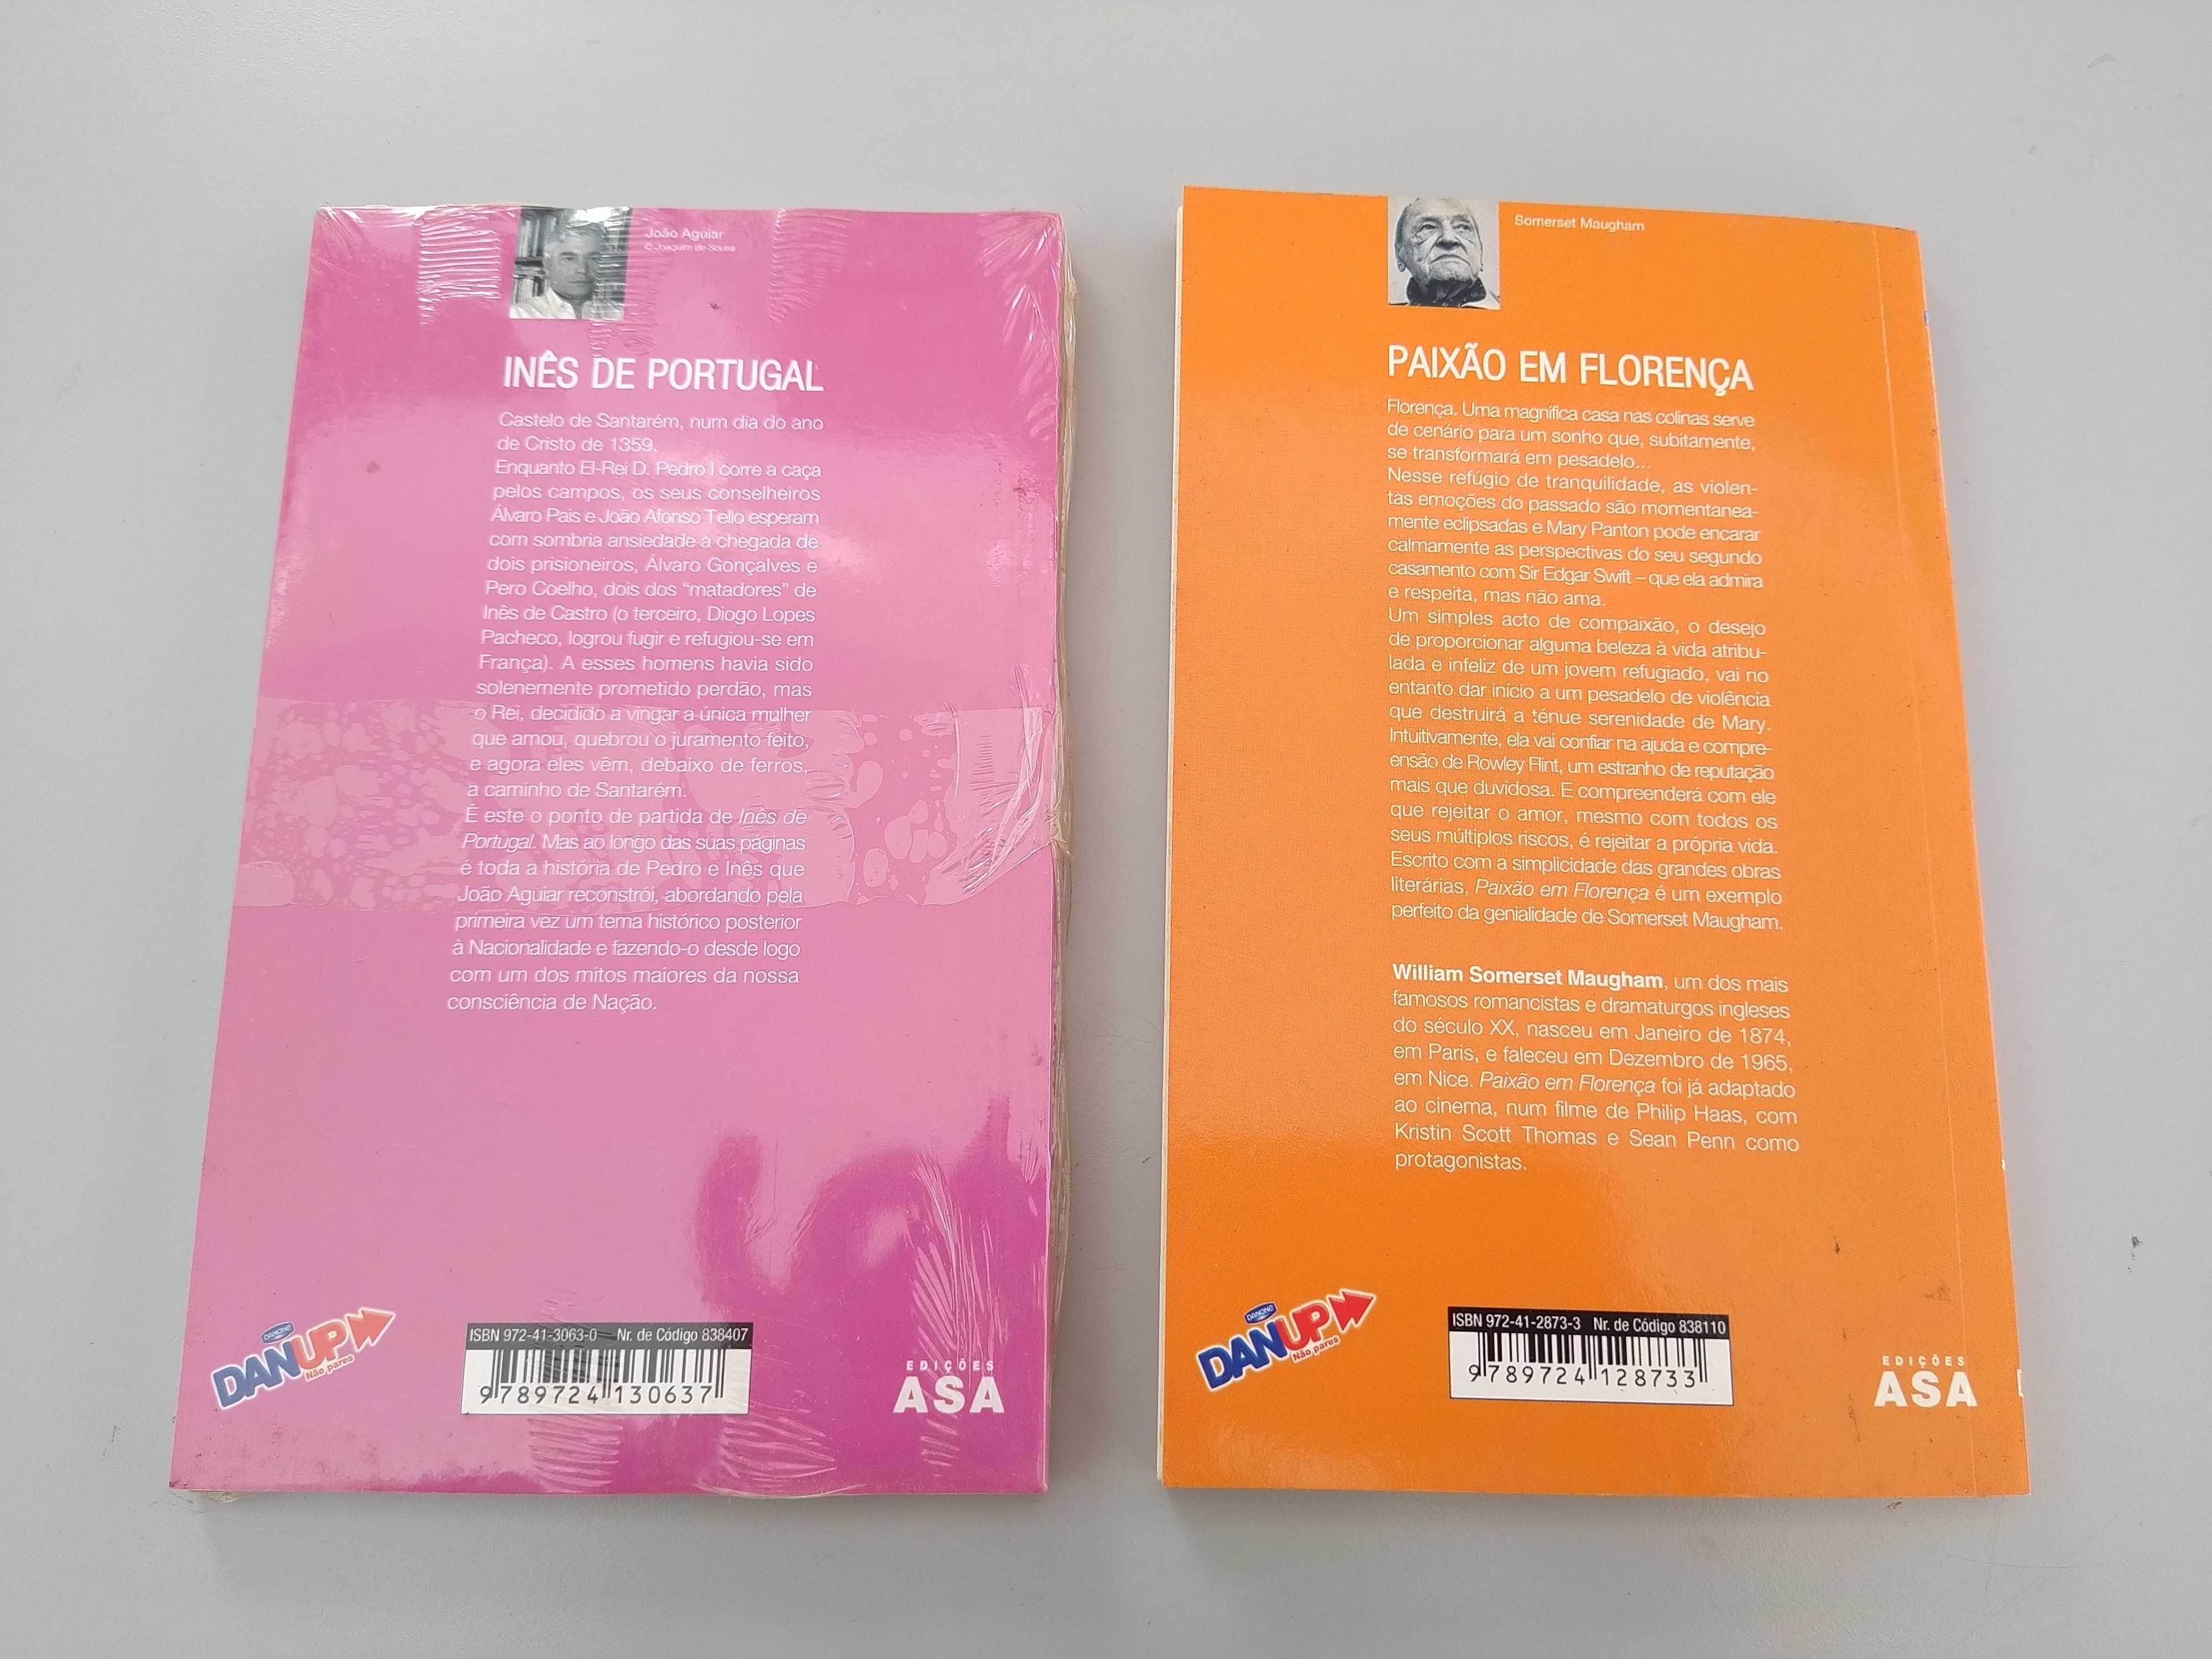 João Aguiar
© Joaquim de Sousa
INÊS DE PORTUGAL
Castelo de Santarém, num dia do ano
de Cristo de 1359.
Enquanto El-Rei D. Pedro I corre a caça
pelos campos, os seus conselheiros
Álvaro Pais e João Afonso Tello esperam
com sombria ansiedade a chegada de
dois prisioneiros, Álvaro Gonçalves e
Pero Coelho, dois dos "matadores" de
Inês de Castro (o terceiro, Diogo Lopes
Pacheco, logrou fugir e refugiou-se em
França). A esses homens havia sido
solenemente prometido perdão, mas
o Rei, decidido a vingar a única mulher
que amou, quebrou o juramento feito,
e agora eles vêm, debaixo de ferros,
a caminho de Santarém.
É este o ponto de partida de Inês de
Portugal. Mas ao longo das suas páginas
é toda a história de Pedro e Inês que
João Aguiar reconstrói, abordando pela
primeira vez um tema histórico posterior
à Nacionalidade e fazendo-o desde logo
com um dos mitos maiores da nossa
consciência de Nação.
DANONE
DANUP
Não pares
ISBN 972-41-3063-0 Nr. de Código 838407
9 789724 130637
EDIÇÕES
ASA
Somerset Maugham
PAIXÃO EM FLORENÇA
Florença. Uma magnífica casa nas colinas serve
de cenário para um sonho que, subitamente,
se transformará em pesadelo...
Nesse refúgio de tranquilidade, as violen-
tas emoções do passado são momentanea-
mente eclipsadas e Mary Panton pode encarar
calmamente as perspectivas do seu segundo
casamento com Sir Edgar Swift – que ela admira
e respeita, mas não ama.
Um simples acto de compaixão, o desejo
de proporcionar alguma beleza à vida atribu-
lada e infeliz de um jovem refugiado, vai no
entanto dar início a um pesadelo de violência
que destruirá a ténue serenidade de Mary.
Intuitivamente, ela vai confiar na ajuda e compre-
ensão de Rowley Flint, um estranho de reputação
mais que duvidosa. E compreenderá com ele
que rejeitar o amor, mesmo com todos os
seus múltiplos riscos, é rejeitar a própria vida.
Escrito com a simplicidade das grandes obras
literárias, Paixão em Florença é um exemplo
perfeito da genialidade de Somerset Maugham.
William Somerset Maugham, um dos mais
famosos romancistas e dramaturgos ingleses
do século XX, nasceu em Janeiro de 1874,
em Paris, e faleceu em Dezembro de 1965,
em Nice. Paixão em Florença foi já adaptado
ao cinema, num filme de Philip Haas, com
Kristin Scott Thomas e Sean Penn como
protagonistas.
DANONE
DANUP
Não pares
ISBN 972-41-2873-3 Nr. de Código 838110
9 789724 128733
EDIÇÕES
ASA